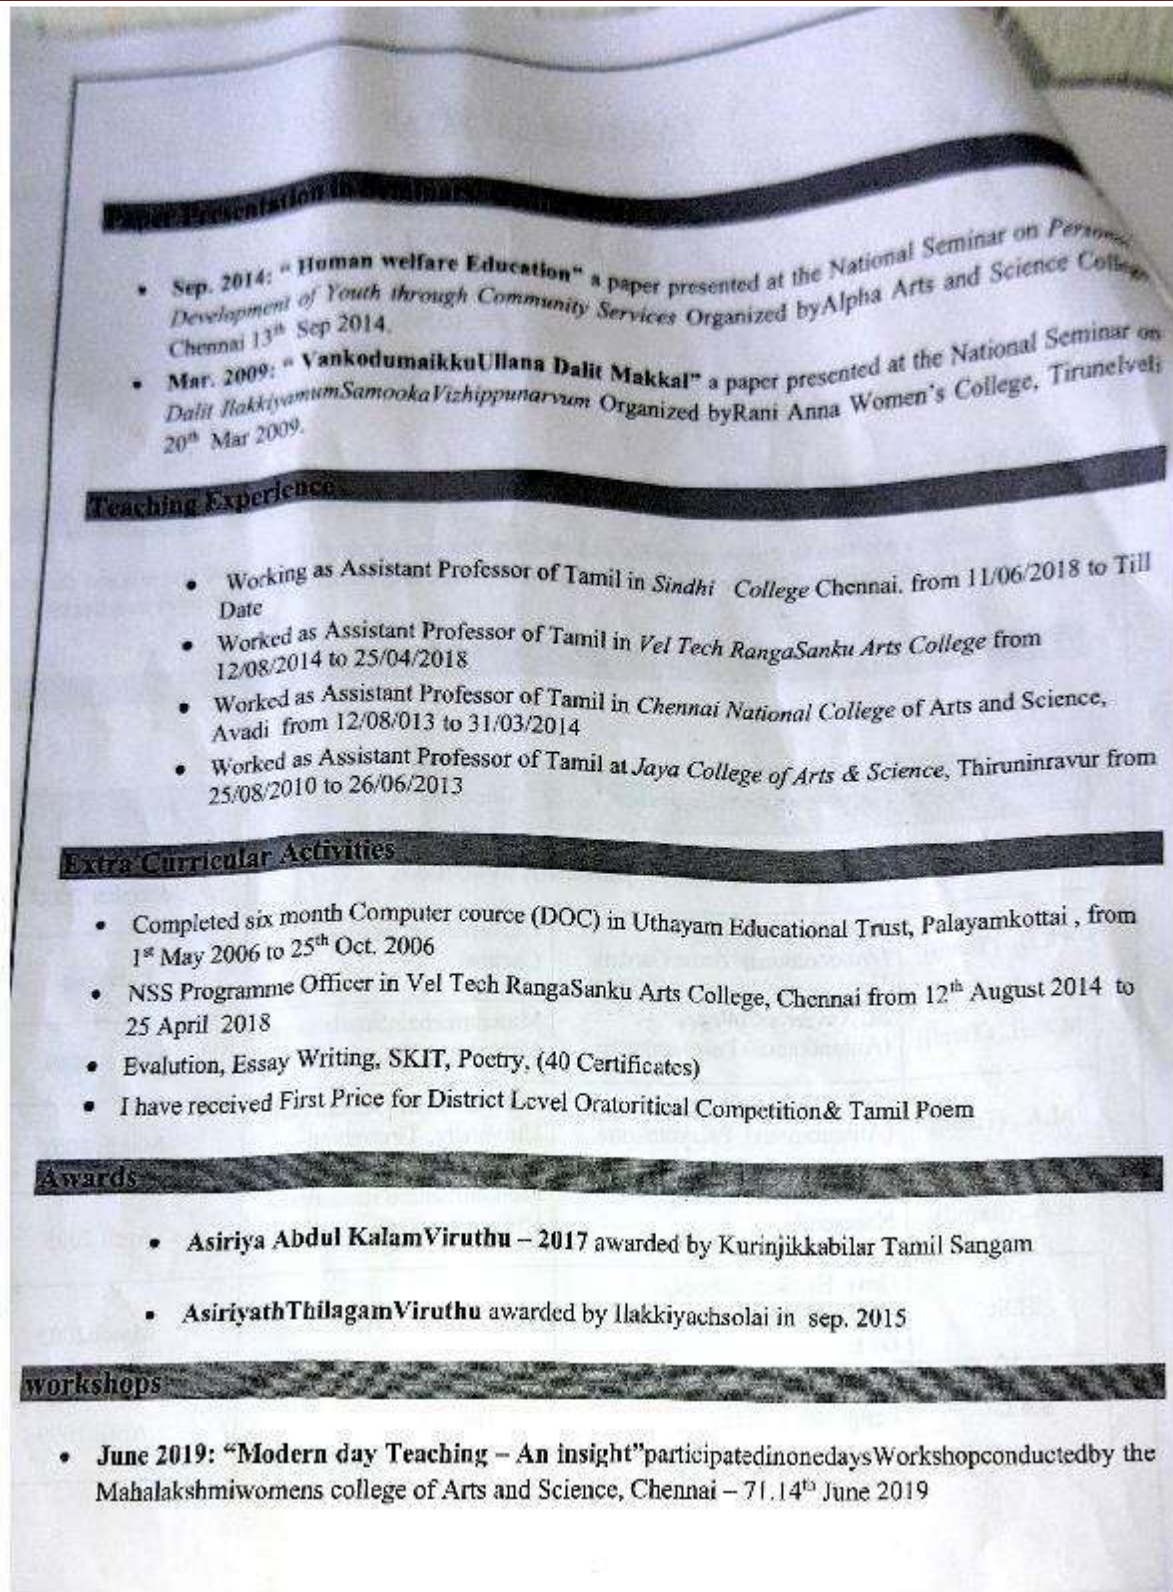 Paper Presentation in Seminars
• Sep. 2014: “ Human welfare Education“ a paper presented at the National Seminar on
Development of Youth through Community Services Organized byAlpha Arts and Science College
Chennai 13th Sep 2014.
• Mar. 2009: “ VankodumaikkuUllana Dalit Makkal” a paper presented at the National Seminar on
Dalit IlakkiyamumSamookaVizhippunarvum Organized byRani Anna Women’s College, Tirunelveli
20th Mar 2009.
Teaching Experience
• Working as Assistant Professor of Tamil in Sindhi College Chennai. from 11/06/2018 to Till
Date
• Worked as Assistant Professor of Tamil in Vel Tech RangaSanku Arts College from
12/08/2014 to 25/04/2018
• Worked as Assistant Professor of Tamil in Chennai National College of Arts and Science,
Avadi from 12/08/013 to 31/03/2014
• Worked as Assistant Professor of Tamil at Jaya College of Arts & Science, Thiruninravur from
25/08/2010 to 26/06/2013
Extra Curricular Activities
• Completed six month Computer cource (DOC) in Uthayam Educational Trust, Palayamkottai , from
1st May 2006 to 25th Oct. 2006
• NSS Programme Officer in Vel Tech RangaSanku Arts College, Chennai from 12th August 2014 to
25 April 2018
• Evalution, Essay Writing, SKIT, Poetry, (40 Certificates)
• I have received First Price for District Level Oratoritical Competition& Tamil Poem
Awards
• Asiriya Abdul KalamViruthu – 2017 awarded by Kurinjikkabilar Tamil Sangam
• AsiriyathThilagamViruthu awarded by Ilakkiyachsolai in sep. 2015
workshops
• June 2019: “Modern day Teaching – An insight”participatedinonedaysWorkshopconductedby the
Mahalakshmiwomens college of Arts and Science, Chennai – 71.14th June 2019